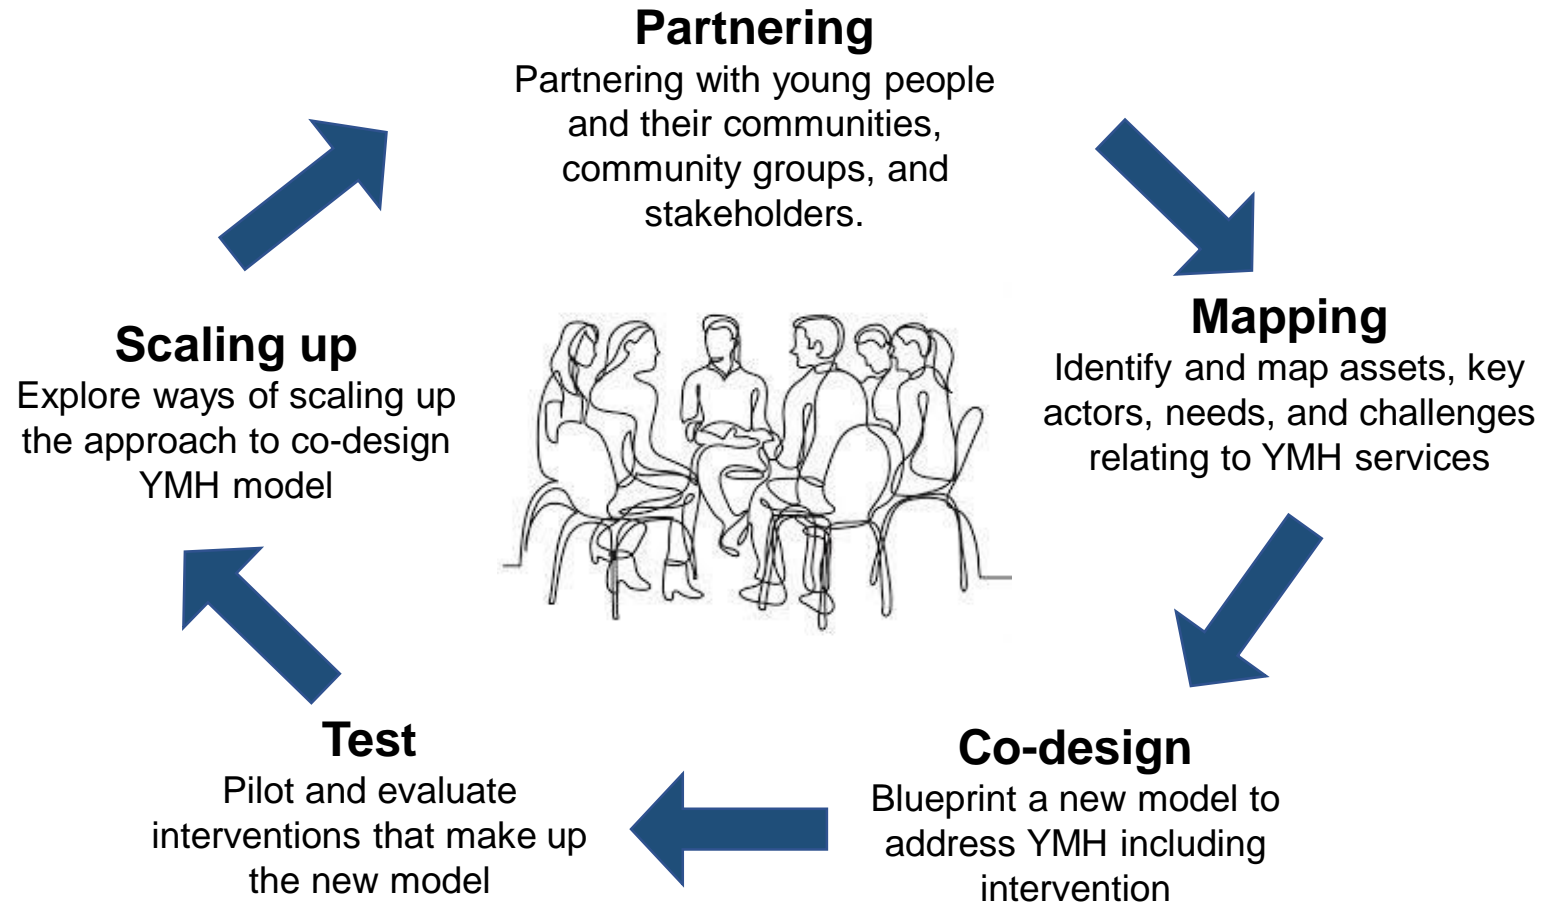 Partnering
Partnering with young people
and their communities,
community groups, and
stakeholders.
Mapping
Identify and map assets, key
actors, needs, and challenges
relating to YMH services
Co-design
Blueprint a new model to
address YMH including
intervention
Test
Pilot and evaluate
interventions that make up
the new model
Scaling up
Explore ways of scaling up
the approach to co-design
YMH model